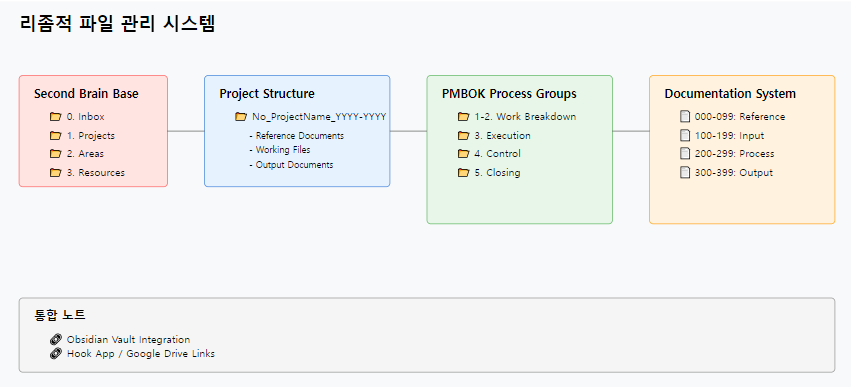 리좀적 파일 관리 시스템
Second Brain Base
0. Inbox
1. Projects
2. Areas
3. Resources
Project Structure
No_ProjectName_YYYY-YYYY
- Reference Documents
- Working Files
- Output Documents
PMBOK Process Groups
1-2. Work Breakdown
3. Execution
4. Control
5. Closing
Documentation System
000-099: Reference
100-199: Input
200-299: Process
300-399: Output
통합 노트
Obsidian Vault Integration
Hook App / Google Drive Links